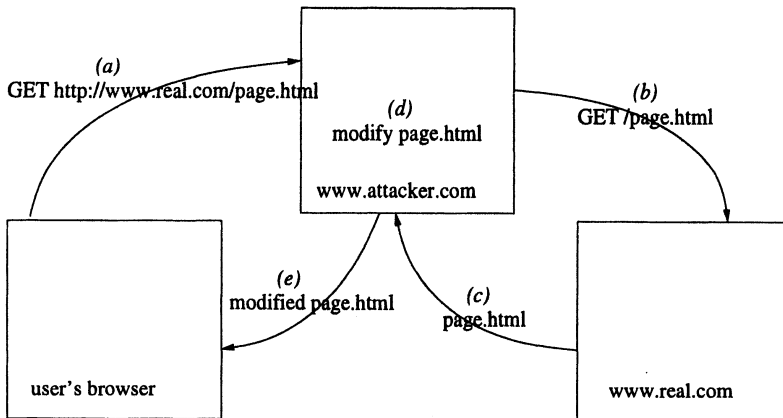 (a)
GET http://www.real.com/page.html
(b)
GET /page.html
(d)
modify page.html
www.attacker.com
(e)
modified page.html
(c)
page.html
user's browser
www.real.com